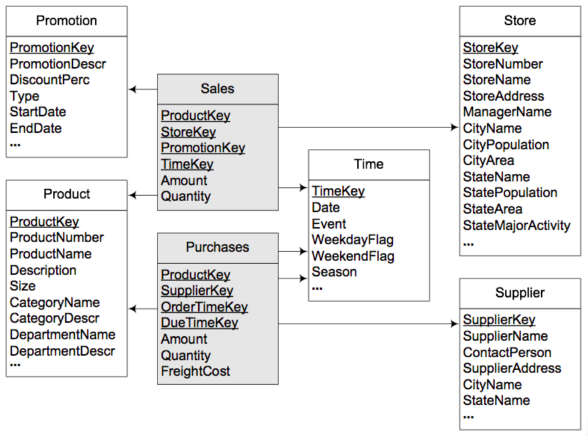 Promotion
PromotionKey
PromotionDescr
DiscountPerc
Type
StartDate
EndDate
...
Store
StoreKey
StoreNumber
StoreName
StoreAddress
ManagerName
CityName
CityPopulation
CityArea
StateName
StatePopulation
StateArea
StateMajorActivity
...
Sales
ProductKey
StoreKey
PromotionKey
TimeKey
Amount
Quantity
Time
TimeKey
Date
Event
WeekdayFlag
WeekendFlag
Season
...
Product
ProductKey
ProductNumber
ProductName
Description
Size
CategoryName
CategoryDescr
DepartmentName
DepartmentDescr
...
Purchases
ProductKey
SupplierKey
OrderTimeKey
DueTimeKey
Amount
Quantity
FreightCost
Supplier
SupplierKey
SupplierName
ContactPerson
SupplierAddress
CityName
StateName
...